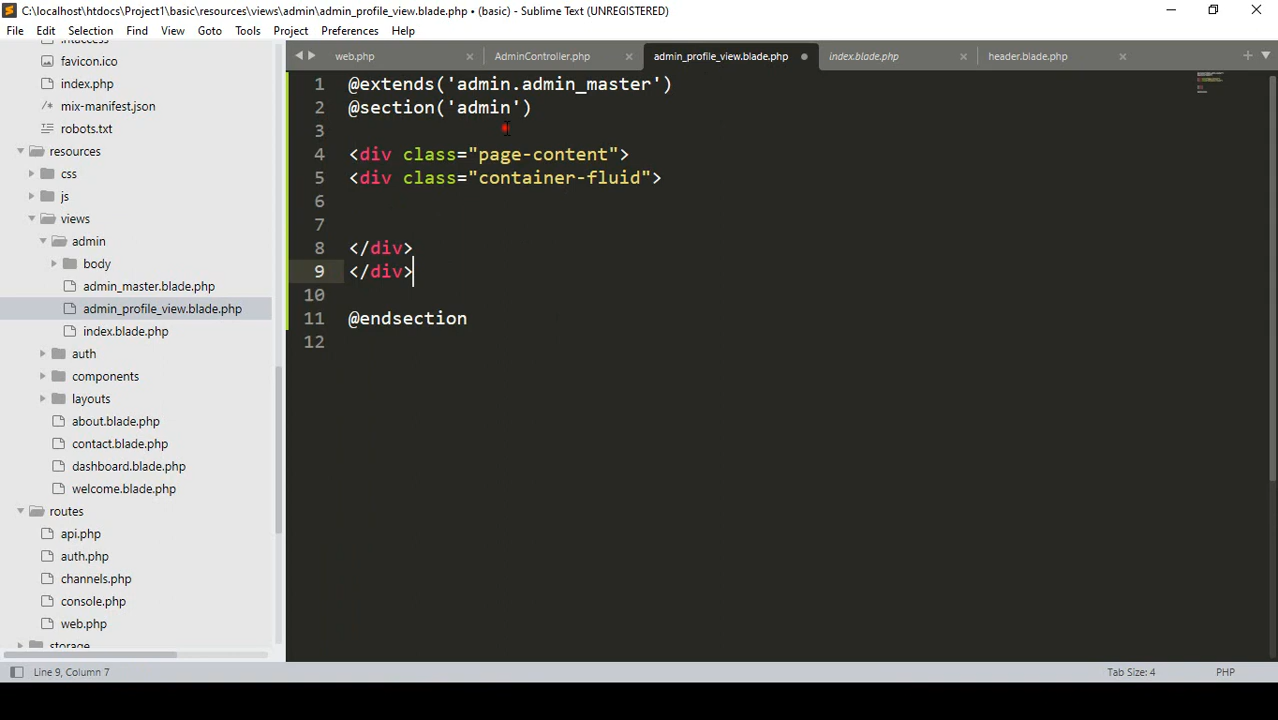 C:\localhost\htdocs\Project1\basic\resources\views\admin\admin_profile_view.blade.php • (basic) - Sublime Text (UNREGISTERED)
File Edit Selection Find View Goto Tools Project Preferences Help
web.php × AdminController.php × admin_profile_view.blade.php index.blade.php × header.blade.php ×
.htaccess
favicon.ico
index.php
mix-manifest.json
robots.txt
resources
css
js
views
admin
body
admin_master.blade.php
admin_profile_view.blade.php
index.blade.php
auth
components
layouts
about.blade.php
contact.blade.php
dashboard.blade.php
welcome.blade.php
routes
api.php
auth.php
channels.php
console.php
web.php
storage
1 @extends('admin.admin_master')
2 @section('admin')
3
4 <div class="page-content">
5 <div class="container-fluid">
6
7
8 </div>
9 </div>
10
11 @endsection
12
Line 9, Column 7
Tab Size: 4
PHP